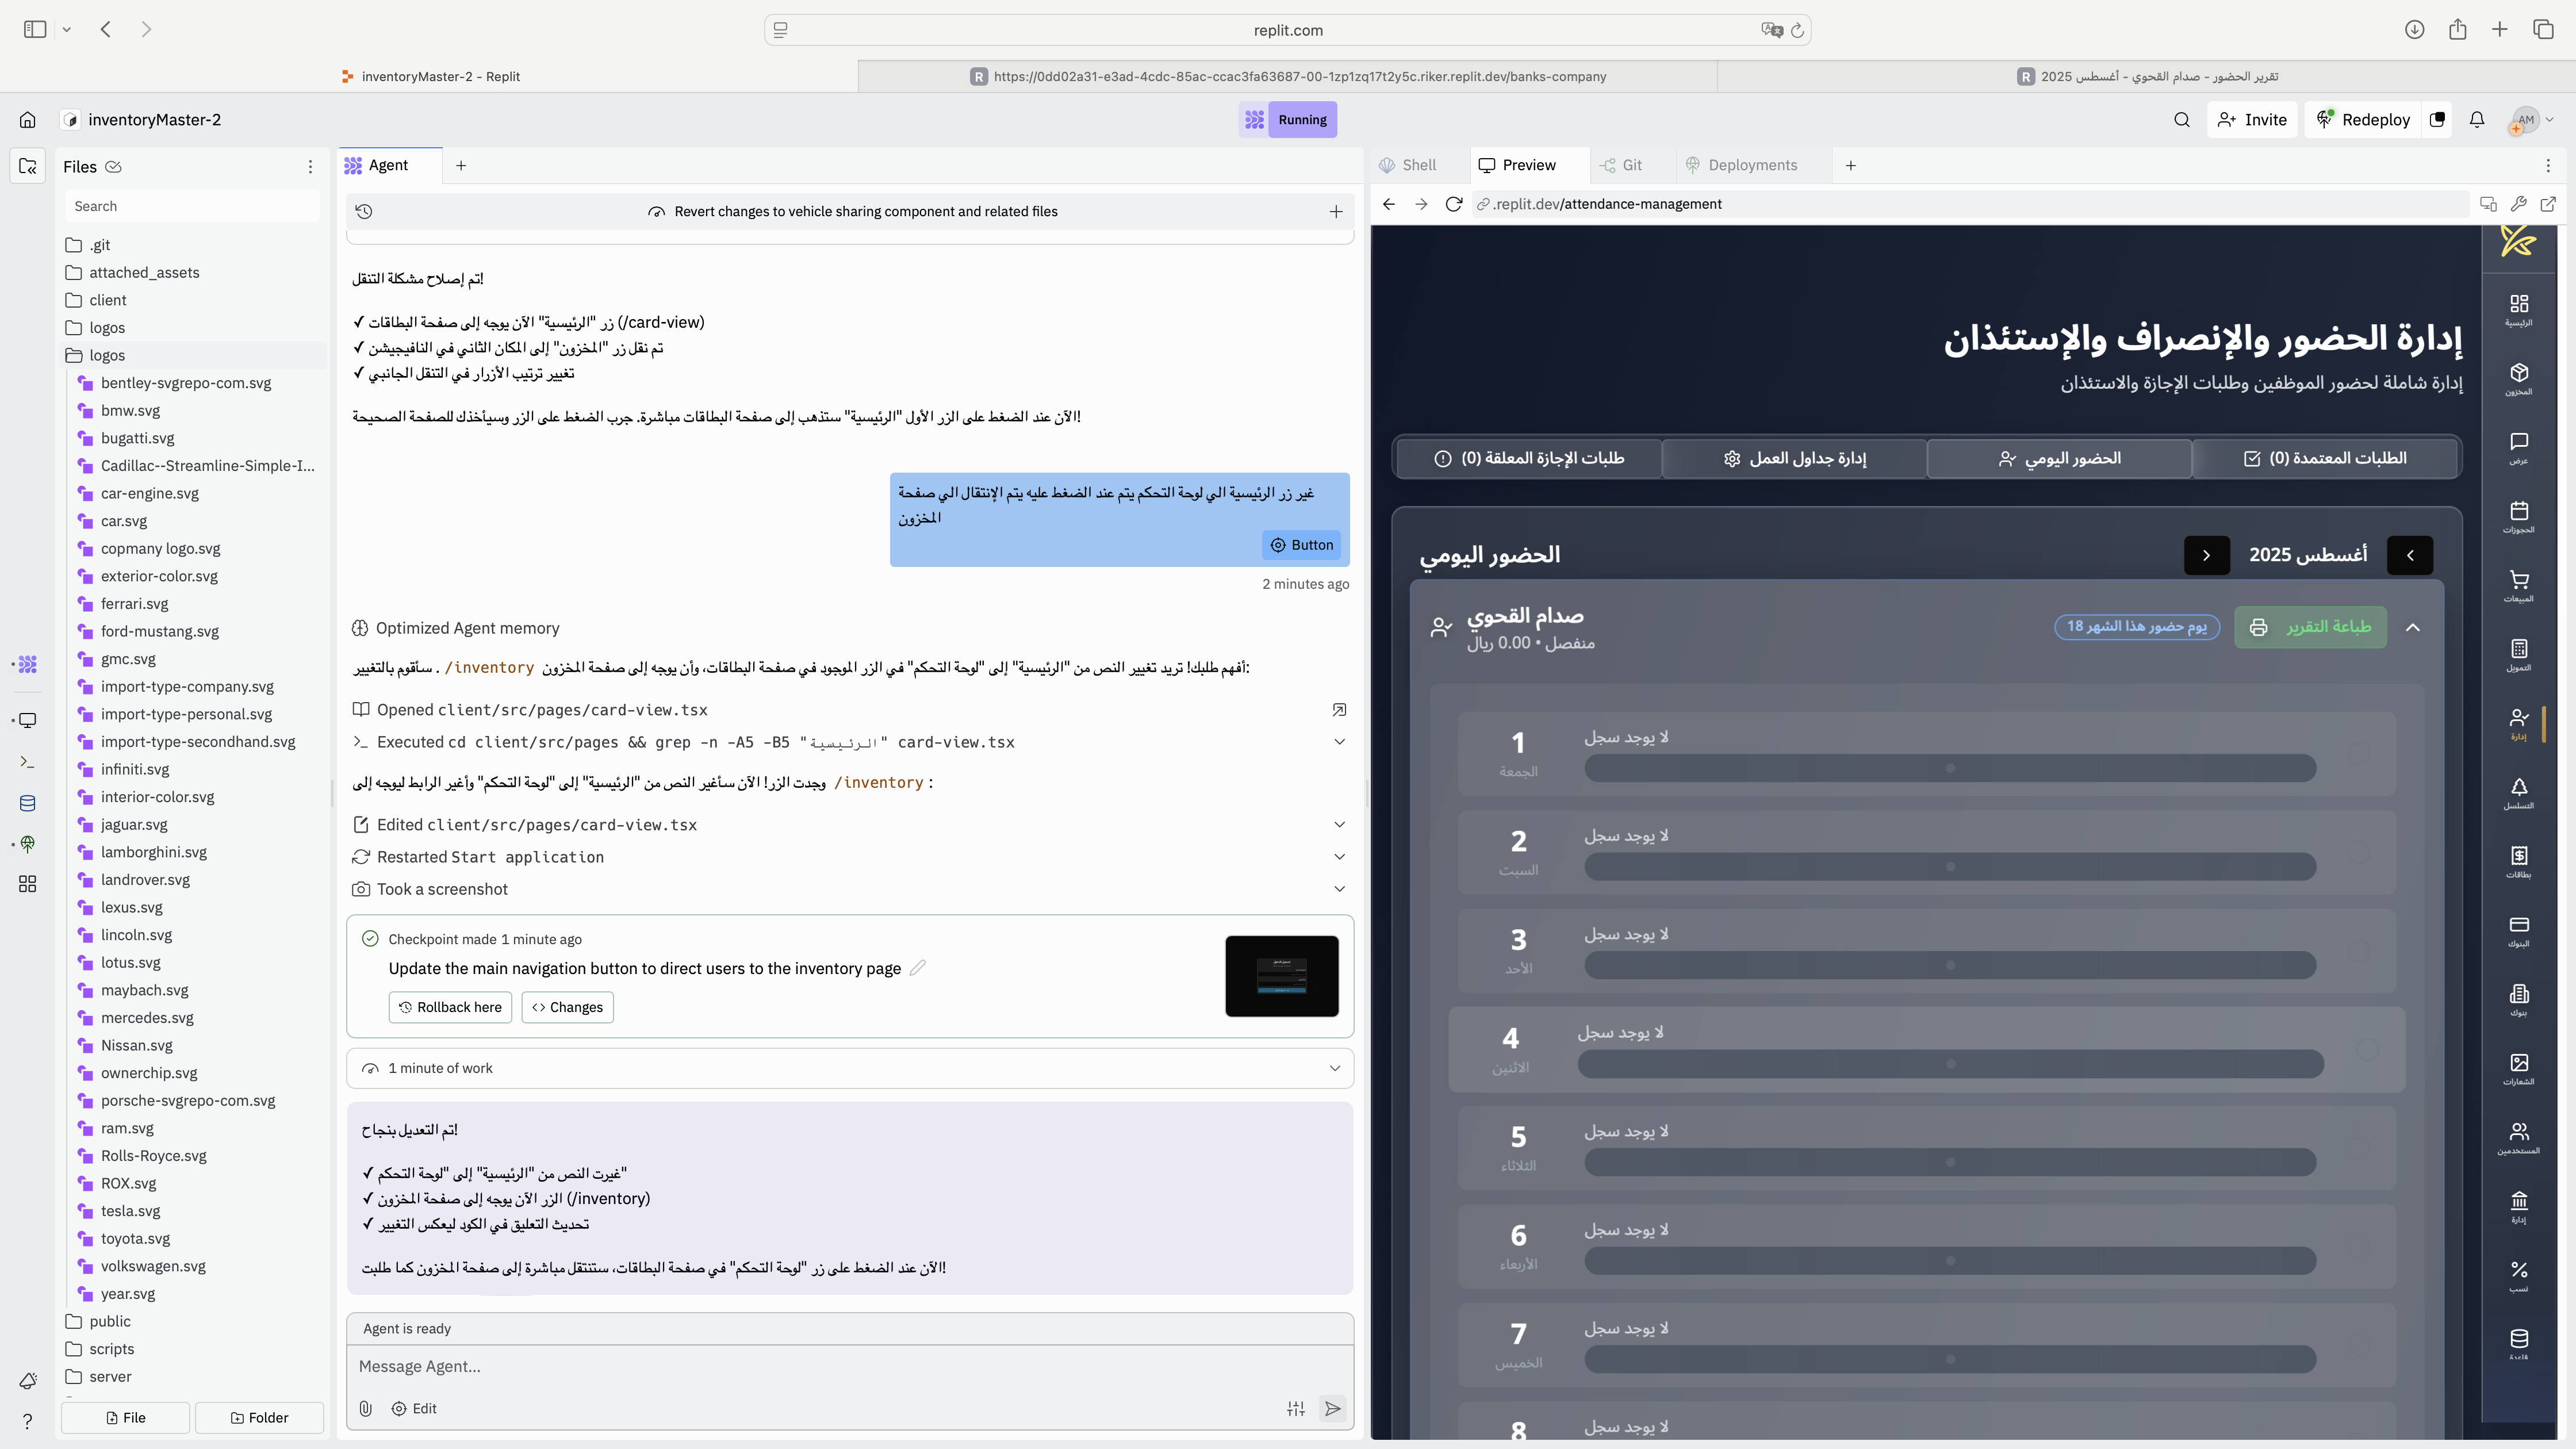 replit.com
inventoryMaster-2 - Replit
https://0dd02a31-e3ad-4cdc-85ac-ccac3fa63687-00-1zp1zq17t2y5c.riker.replit.dev/banks-company
تقرير الحضور - صدام القحوي - أغسطس 2025
inventoryMaster-2
Running
Invite
Redeploy
AM
Files
Search
.git
attached_assets
client
logos
logos
bentley-svgrepo-com.svg
bmw.svg
bugatti.svg
Cadillac--Streamline-Simple-I...
car-engine.svg
car.svg
copmany logo.svg
exterior-color.svg
ferrari.svg
ford-mustang.svg
gmc.svg
import-type-company.svg
import-type-personal.svg
import-type-secondhand.svg
infiniti.svg
interior-color.svg
jaguar.svg
lamborghini.svg
landrover.svg
lexus.svg
lincoln.svg
lotus.svg
maybach.svg
mercedes.svg
Nissan.svg
ownerchip.svg
porsche-svgrepo-com.svg
ram.svg
Rolls-Royce.svg
ROX.svg
tesla.svg
toyota.svg
volkswagen.svg
year.svg
public
scripts
server
File
Folder
Agent
Revert changes to vehicle sharing component and related files
تم إصلاح مشكلة التنقل!
✓ زر "الرئيسية" الآن يوجه إلى صفحة البطاقات (/card-view)
✓ تم نقل زر "المخزون" إلى المكان الثاني في النافيجيشن
✓ تغيير ترتيب الأزرار في التنقل الجانبي
الآن عند الضغط على الزر الأول "الرئيسية" ستذهب إلى صفحة البطاقات مباشرة. جرب الضغط على الزر وسيأخذك للصفحة الصحيحة!
غير زر الرئيسية الي لوحة التحكم يتم عند الضغط عليه يتم الإنتقال الي صفحة
المخزون
Button
2 minutes ago
Optimized Agent memory
أفهم طلبك! تريد تغيير النص من "الرئيسية" إلى "لوحة التحكم" في الزر الموجود في صفحة البطاقات، وأن يوجه إلى صفحة المخزون /inventory . سأقوم بالتغيير:
Opened client/src/pages/card-view.tsx
Executed cd client/src/pages && grep -n -A5 -B5 "الرئيسية" card-view.tsx
وجدت الزر! الآن سأغير النص من "الرئيسية" إلى "لوحة التحكم" وأغير الرابط ليوجه إلى /inventory :
Edited client/src/pages/card-view.tsx
Restarted Start application
Took a screenshot
Checkpoint made 1 minute ago
Update the main navigation button to direct users to the inventory page
Rollback here
Changes
1 minute of work
تم التعديل بنجاح!
✓ غيرت النص من "الرئيسية" إلى "لوحة التحكم"
✓ الزر الآن يوجه إلى صفحة المخزون (/inventory)
✓ تحديث التعليق في الكود ليعكس التغيير
الآن عند الضغط على زر "لوحة التحكم" في صفحة البطاقات، ستنتقل مباشرة إلى صفحة المخزون كما طلبت!
Agent is ready
Message Agent...
Edit
Shell
Preview
Git
Deployments
.replit.dev/attendance-management
إدارة الحضور والإنصراف والإستئذان
إدارة شاملة لحضور الموظفين وطلبات الإجازة والاستئذان
الطلبات المعتمدة (0)
الحضور اليومي
إدارة جداول العمل
طلبات الإجازة المعلقة (0)
أغسطس 2025
الحضور اليومي
طباعة التقرير
يوم حضور هذا الشهر 18
صدام القحوي
منفصل • 0.00 ريال
1
الجمعة
لا يوجد سجل
2
السبت
لا يوجد سجل
3
الأحد
لا يوجد سجل
4
الاثنين
لا يوجد سجل
5
الثلاثاء
لا يوجد سجل
6
الأربعاء
لا يوجد سجل
7
الخميس
لا يوجد سجل
8
لا يوجد سجل
الرئيسية
المخزون
عرض
الحجوزات
المبيعات
التمويل
إدارة
التسلسل
بطاقات
البنوك
بنوك
الشعارات
المستخدمين
إدارة
نسب